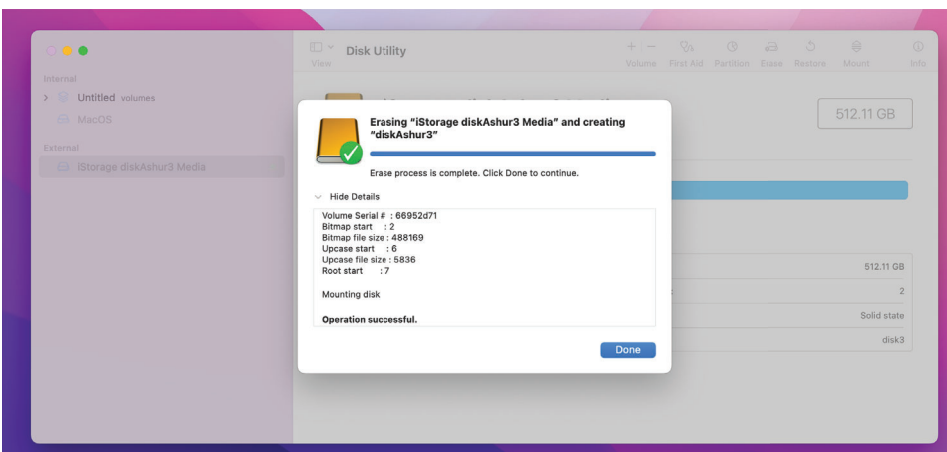 Disk Utility
View
Volume First Aid Partition Erase Restore Mount Info
Internal
Untitled volumes
MacOS
External
iStorage diskAshur3 Media
512.11 GB
Erasing “iStorage diskAshur3 Media” and creating
“diskAshur3”
Erase process is complete. Click Done to continue.
Hide Details
Volume Serial # : 66952d71
Bitmap start : 2
Bitmap file size : 488169
Upcase start : 6
Upcase file size : 5836
Root start :7
Mounting disk
Operation successful.
Done
512.11 GB
2
Solid state
disk3